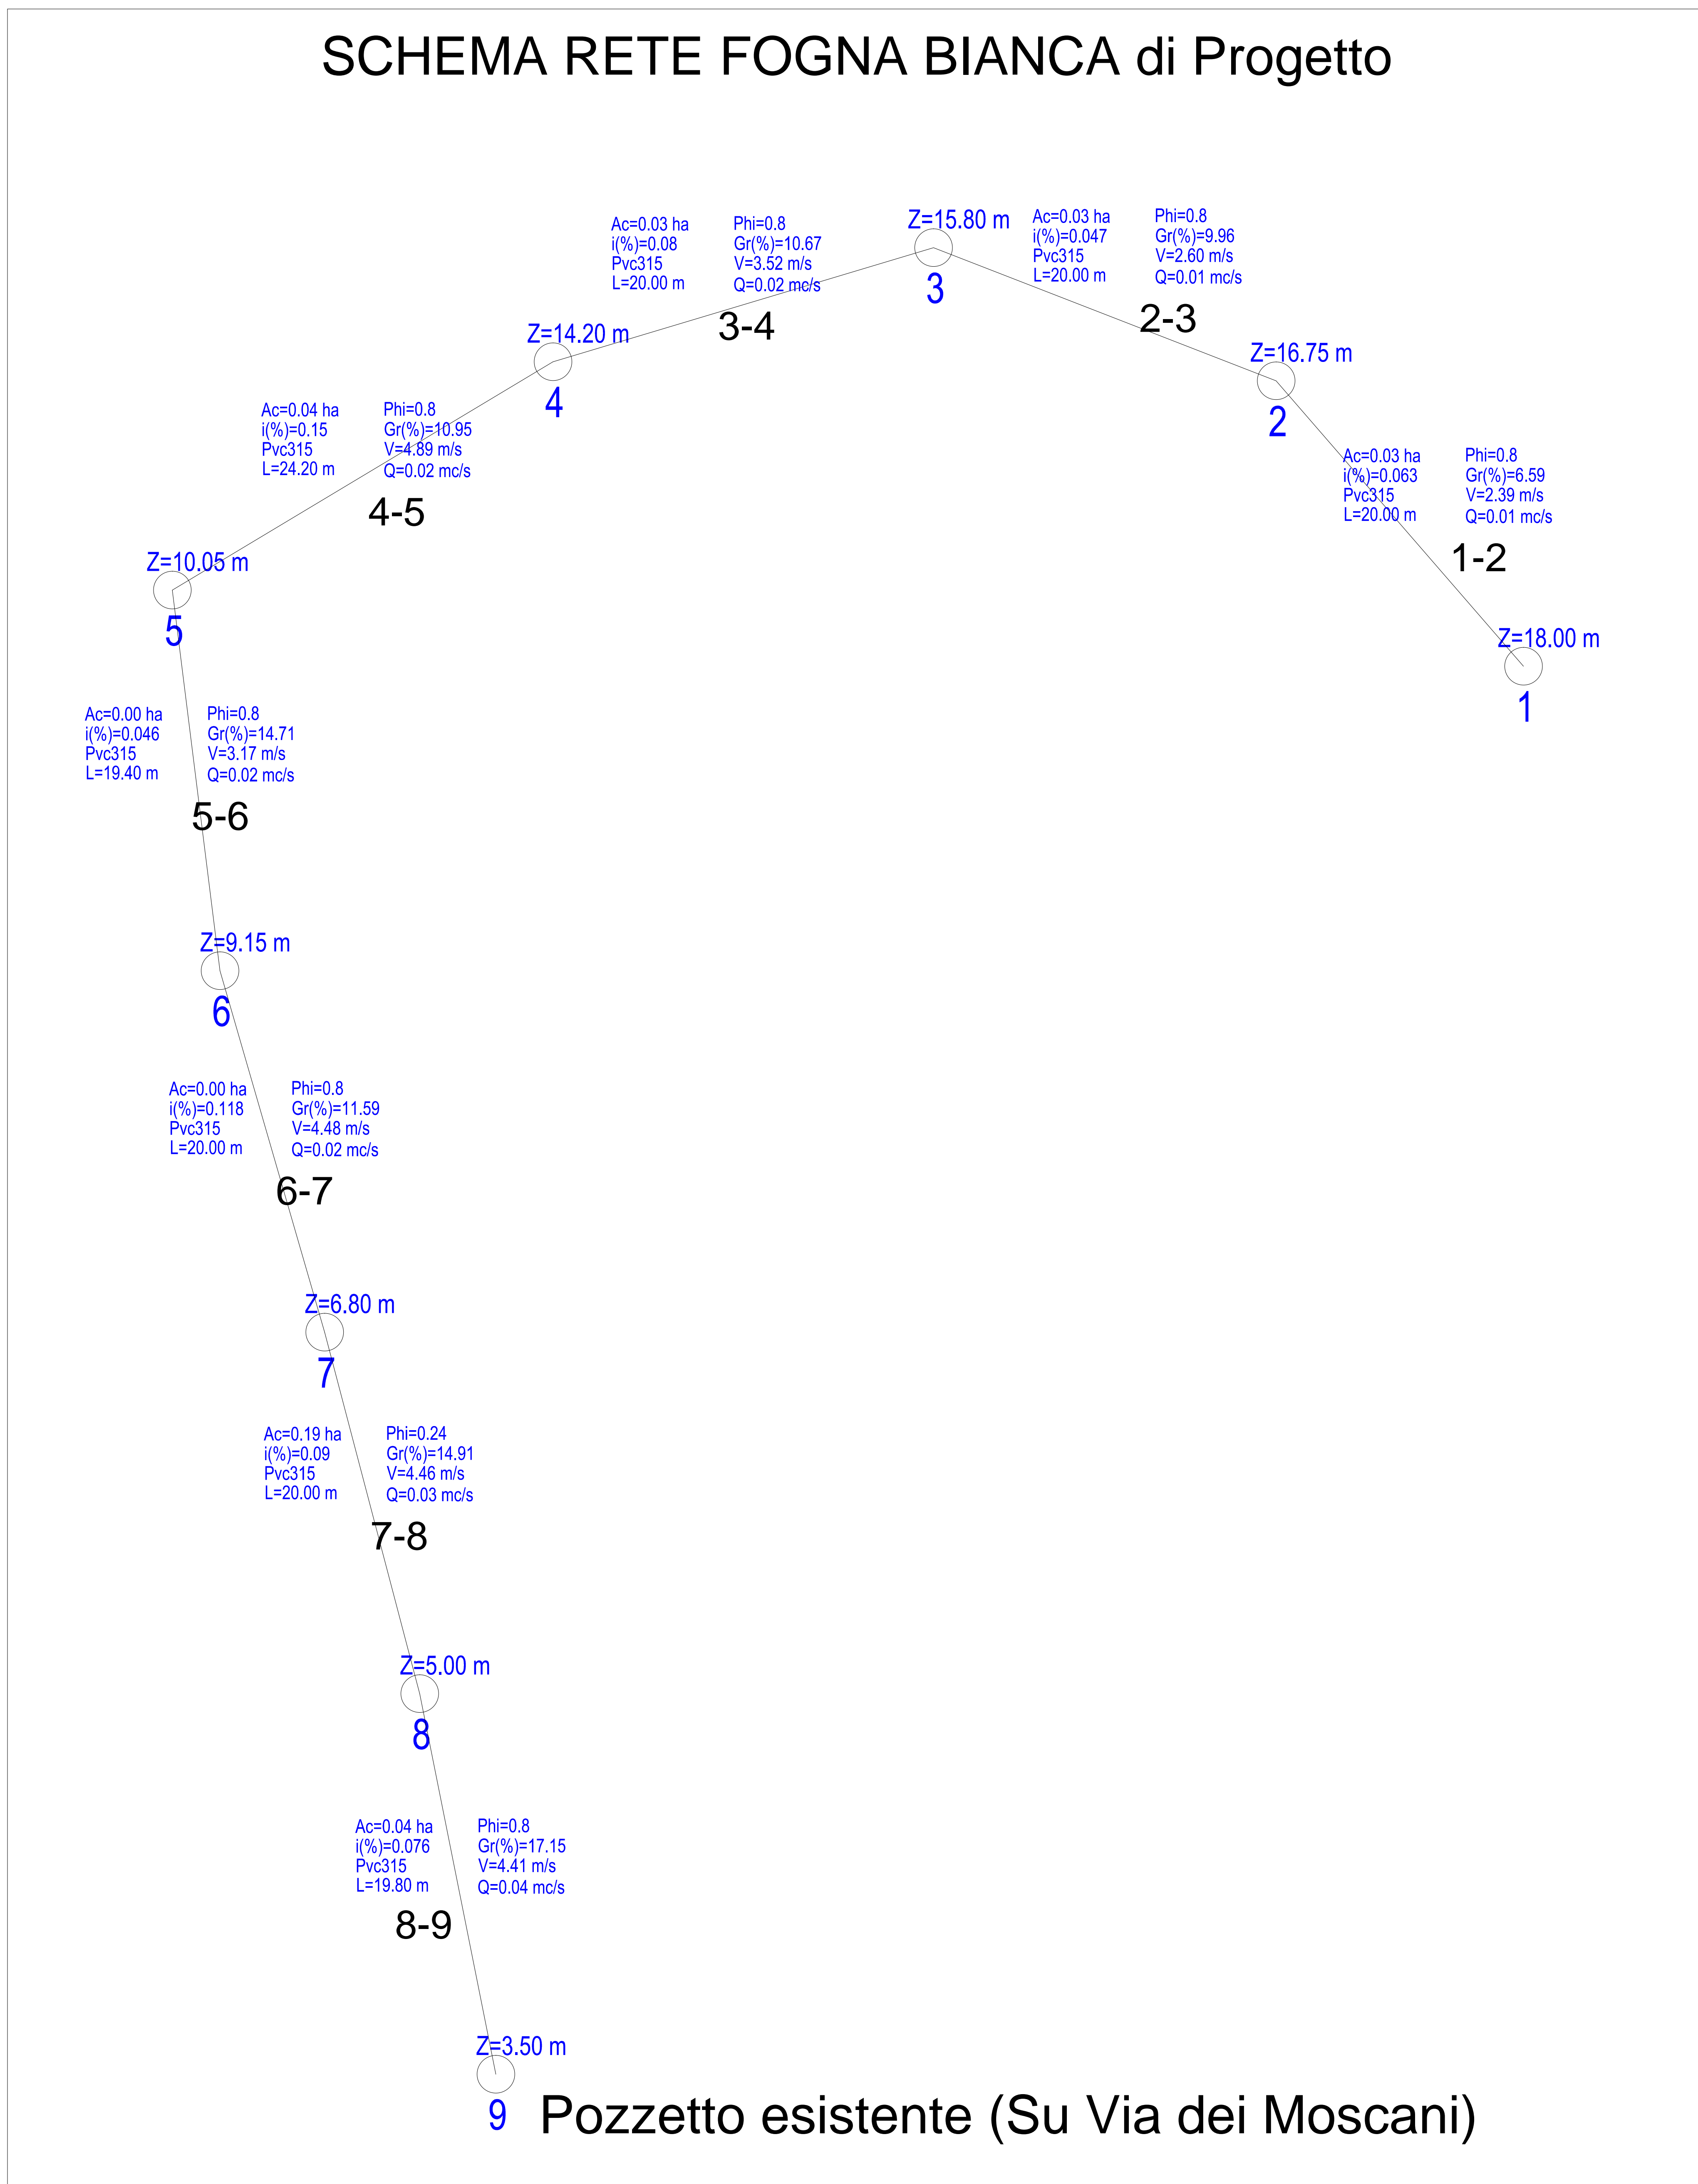 SCHEMA RETE FOGNA BIANCA di Progetto
Z=15.80 m
3
Ac=0.03 ha
i(%)=0.08
Pvc315
L=20.00 m
Phi=0.8
Gr(%)=10.67
V=3.52 m/s
Q=0.02 mc/s
3-4
Ac=0.03 ha
i(%)=0.047
Pvc315
L=20.00 m
Phi=0.8
Gr(%)=9.96
V=2.60 m/s
Q=0.01 mc/s
2-3
Z=14.20 m
4
Z=16.75 m
2
Ac=0.04 ha
i(%)=0.15
Pvc315
L=24.20 m
Phi=0.8
Gr(%)=10.95
V=4.89 m/s
Q=0.02 mc/s
4-5
Ac=0.03 ha
i(%)=0.063
Pvc315
L=20.00 m
Phi=0.8
Gr(%)=6.59
V=2.39 m/s
Q=0.01 mc/s
1-2
Z=10.05 m
5
Z=18.00 m
1
Ac=0.00 ha
i(%)=0.046
Pvc315
L=19.40 m
Phi=0.8
Gr(%)=14.71
V=3.17 m/s
Q=0.02 mc/s
5-6
Z=9.15 m
6
Ac=0.00 ha
i(%)=0.118
Pvc315
L=20.00 m
Phi=0.8
Gr(%)=11.59
V=4.48 m/s
Q=0.02 mc/s
6-7
Z=6.80 m
7
Ac=0.19 ha
i(%)=0.09
Pvc315
L=20.00 m
Phi=0.24
Gr(%)=14.91
V=4.46 m/s
Q=0.03 mc/s
7-8
Z=5.00 m
8
Ac=0.04 ha
i(%)=0.076
Pvc315
L=19.80 m
Phi=0.8
Gr(%)=17.15
V=4.41 m/s
Q=0.04 mc/s
8-9
Z=3.50 m
9
Pozzetto esistente (Su Via dei Moscani)